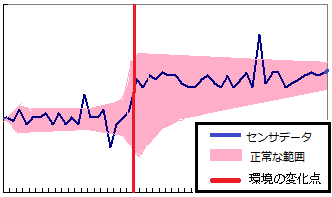 センサデータ
正常な範囲
環境の変化点